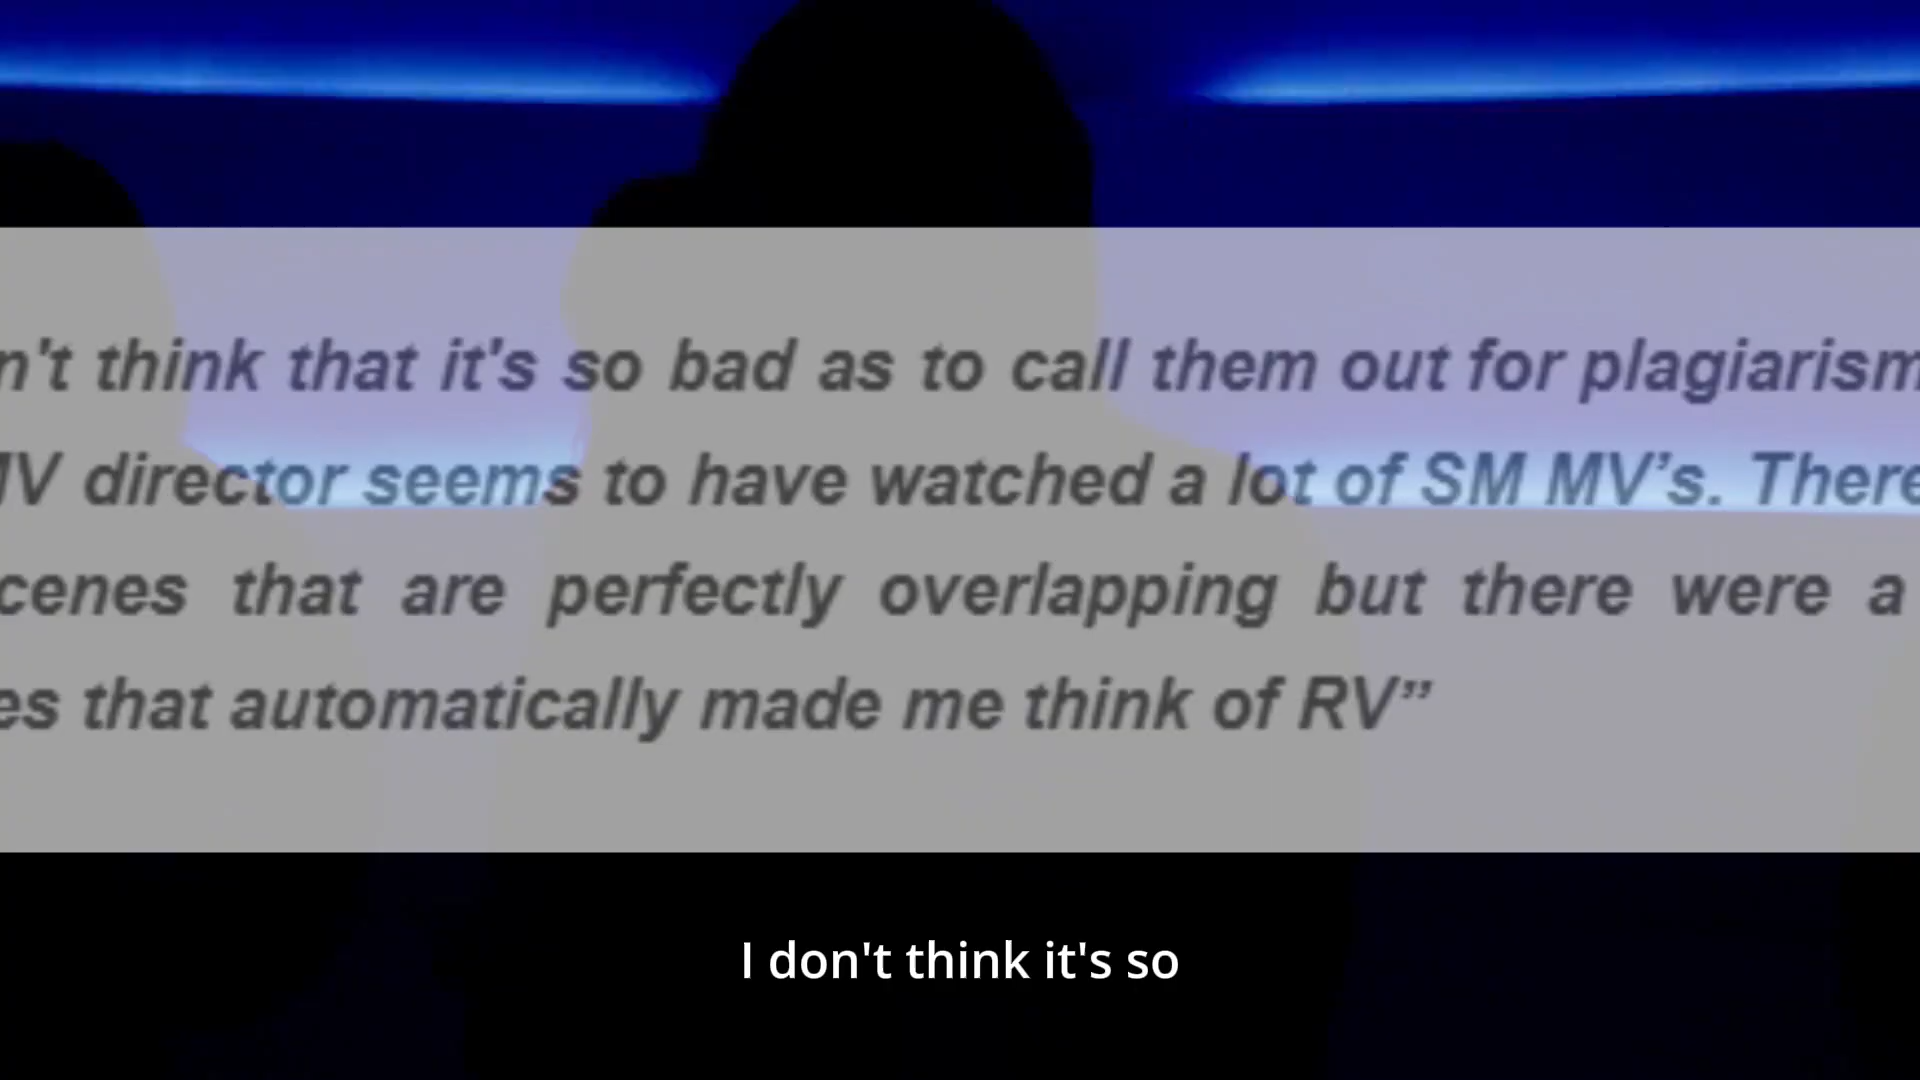 n't think that it's so bad as to call them out for plagiarism
MV director seems to have watched a lot of SM MV's. There
cenes that are perfectly overlapping but there were a
es that automatically made me think of RV”
I don't think it's so